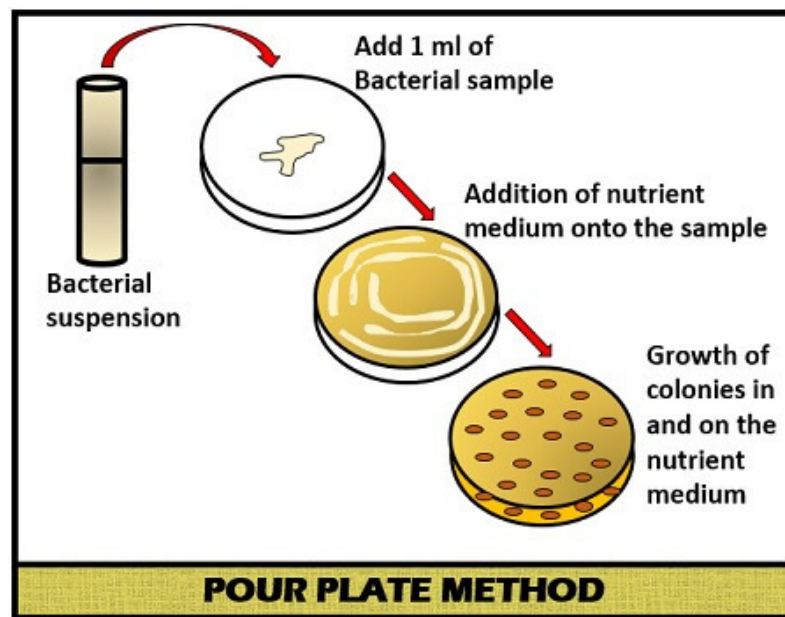 Add 1 ml of
Bacterial sample
Bacterial
suspension
Addition of nutrient
medium onto the sample
Growth of
colonies in
and on the
nutrient
medium
POUR PLATE METHOD